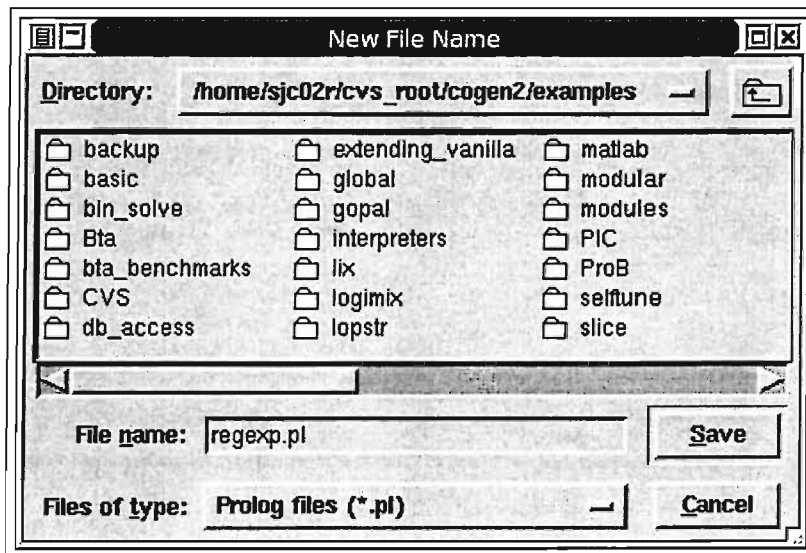 New File Name
Directory: /home/sjc02r/cvs_root/cogen2/examples
backup extending_vanilla matlab
basic global modular
bin_solve gopal modules
Bta interpreters PIC
bta_benchmarks lix ProB
CVS logimix selftune
db_access lopstr slice
File name: regexp.pl Save
Files of type: Prolog files (*.pl) Cancel